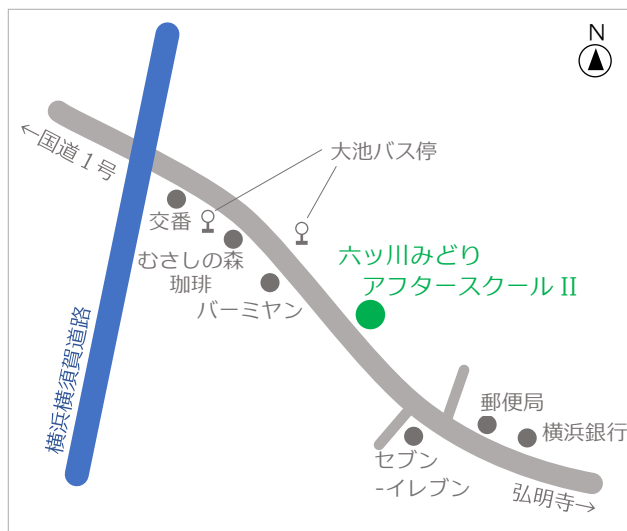 N
←国道1号
大池バス停
交番
むさしの森
珈琲
バーミヤン
六ッ川みどり
アフタースクール II
横浜横須賀道路
郵便局
横浜銀行
セブン
-イレブン
弘明寺→